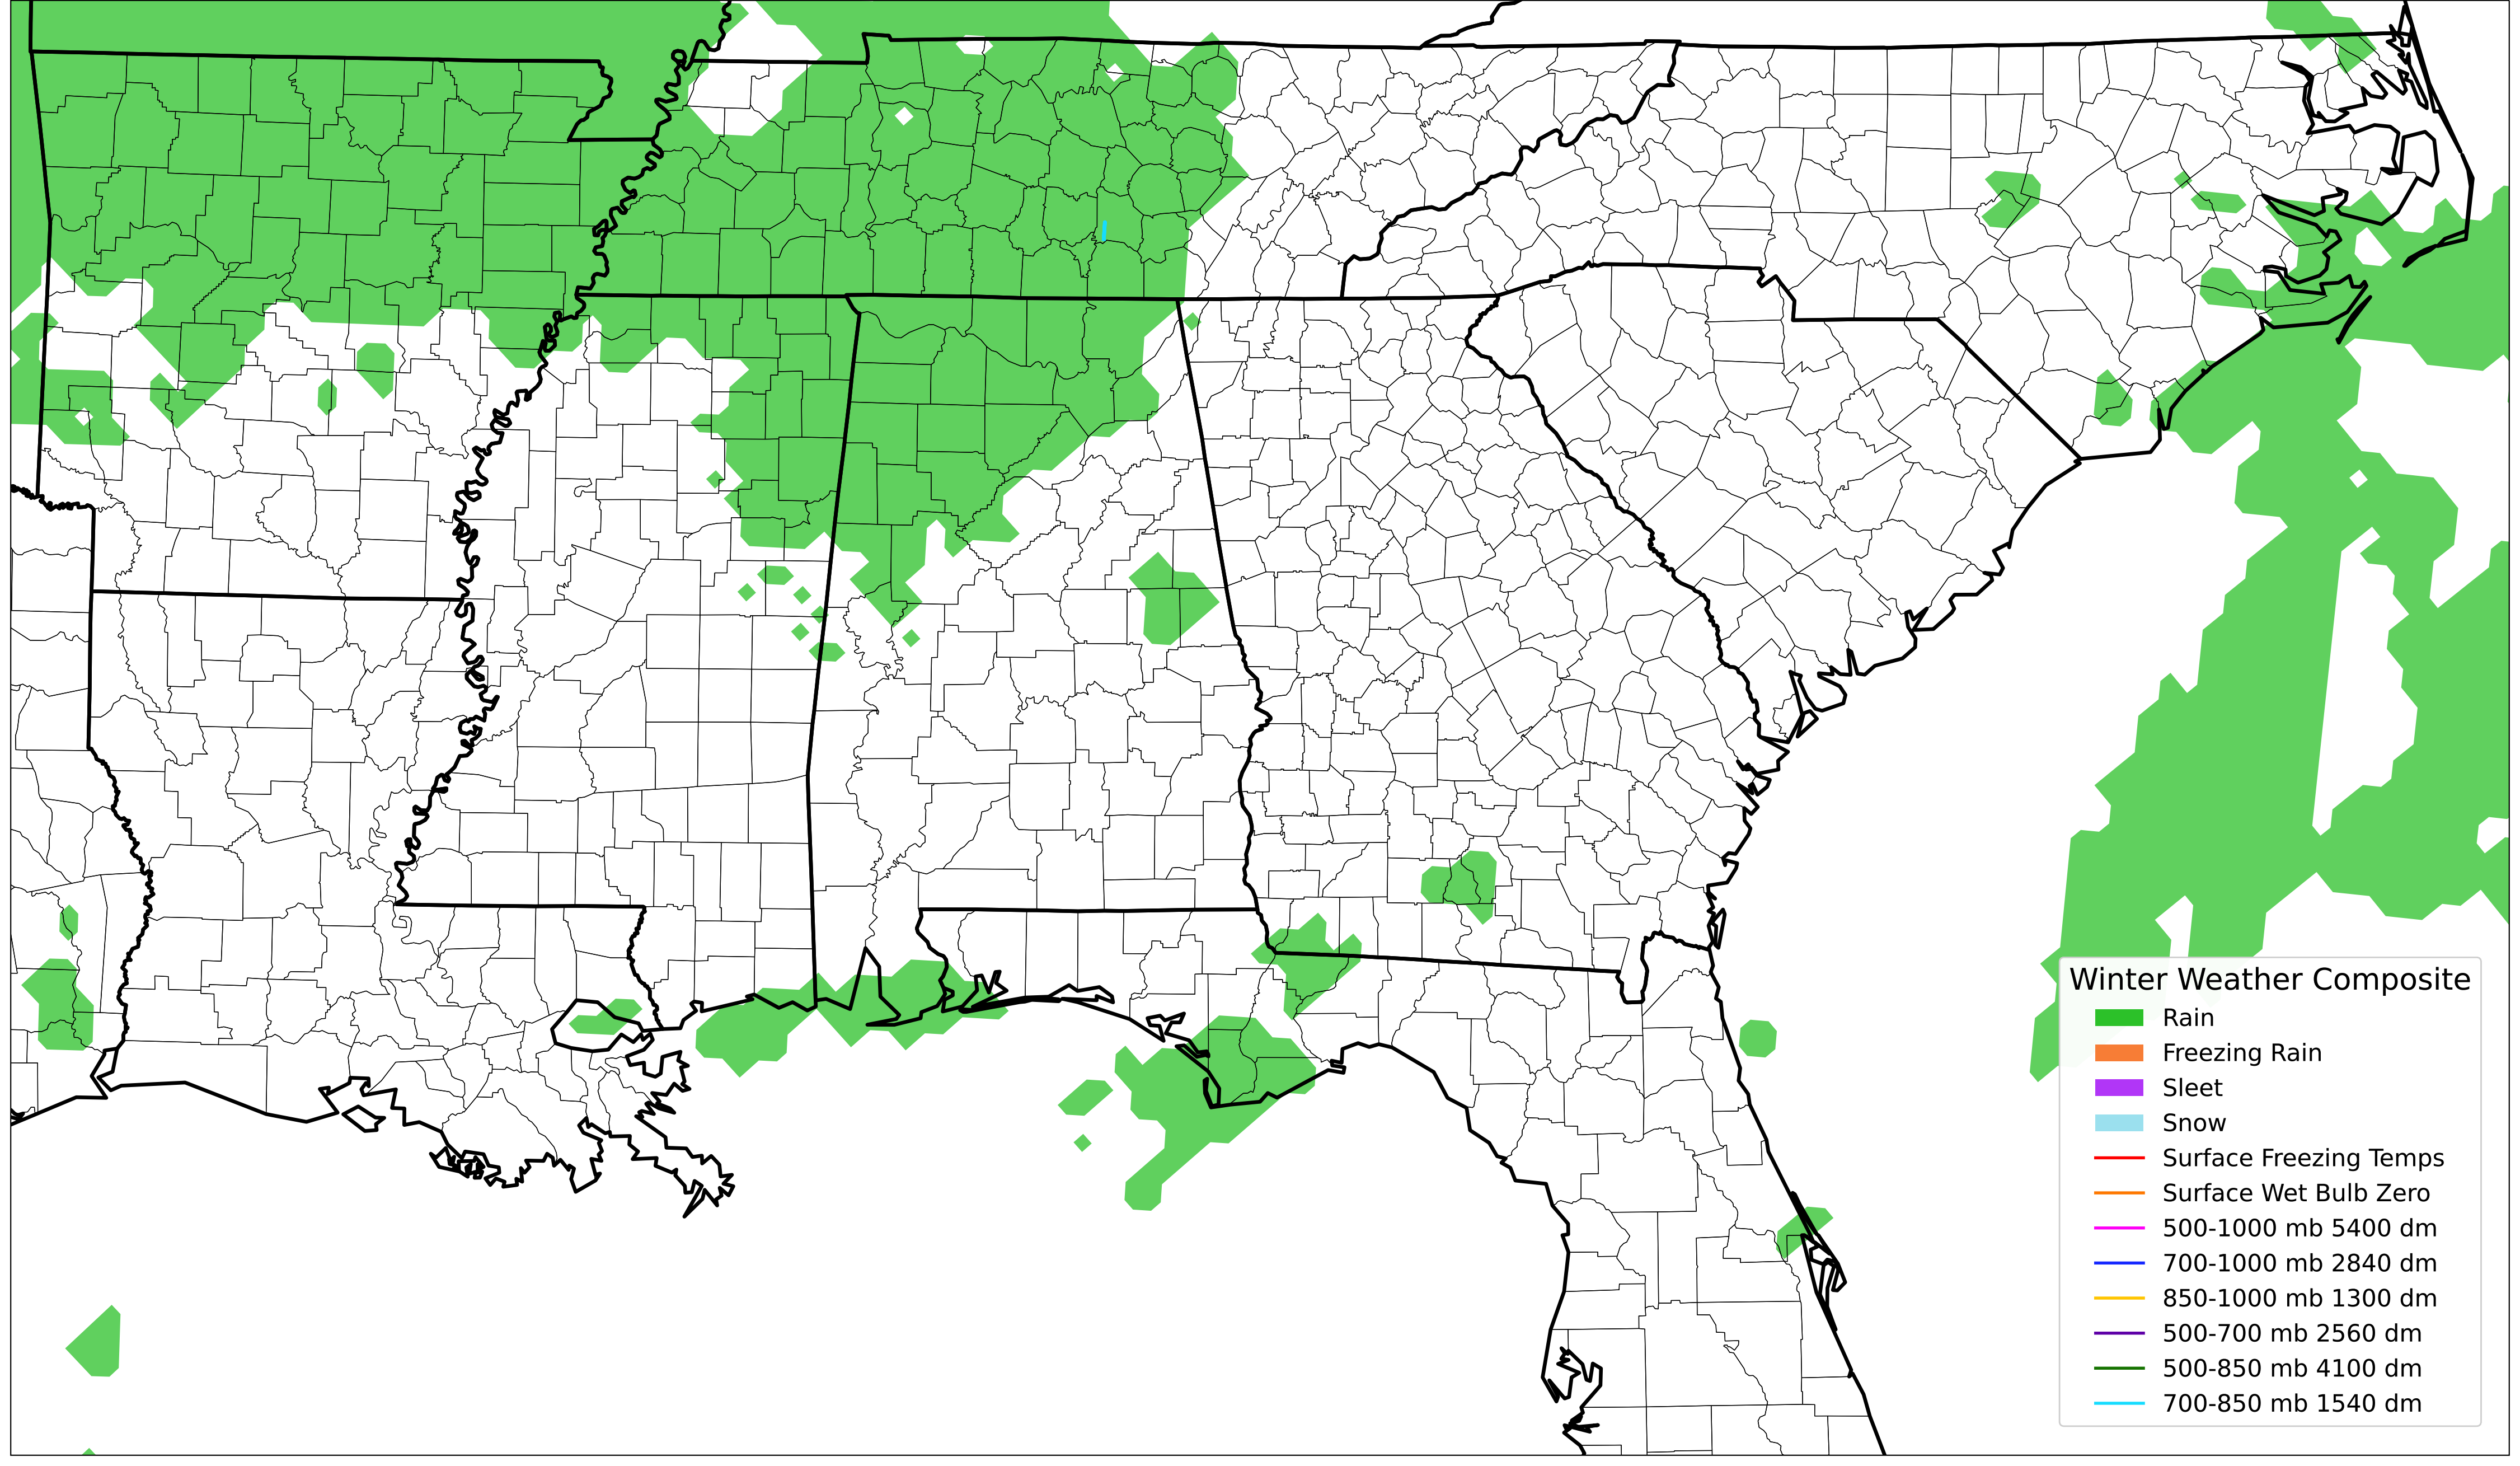 Winter Weather Composite
Rain
Freezing Rain
Sleet
Snow
Surface Freezing Temps
Surface Wet Bulb Zero
500-1000 mb 5400 dm
700-1000 mb 2840 dm
850-1000 mb 1300 dm
500-700 mb 2560 dm
500-850 mb 4100 dm
700-850 mb 1540 dm